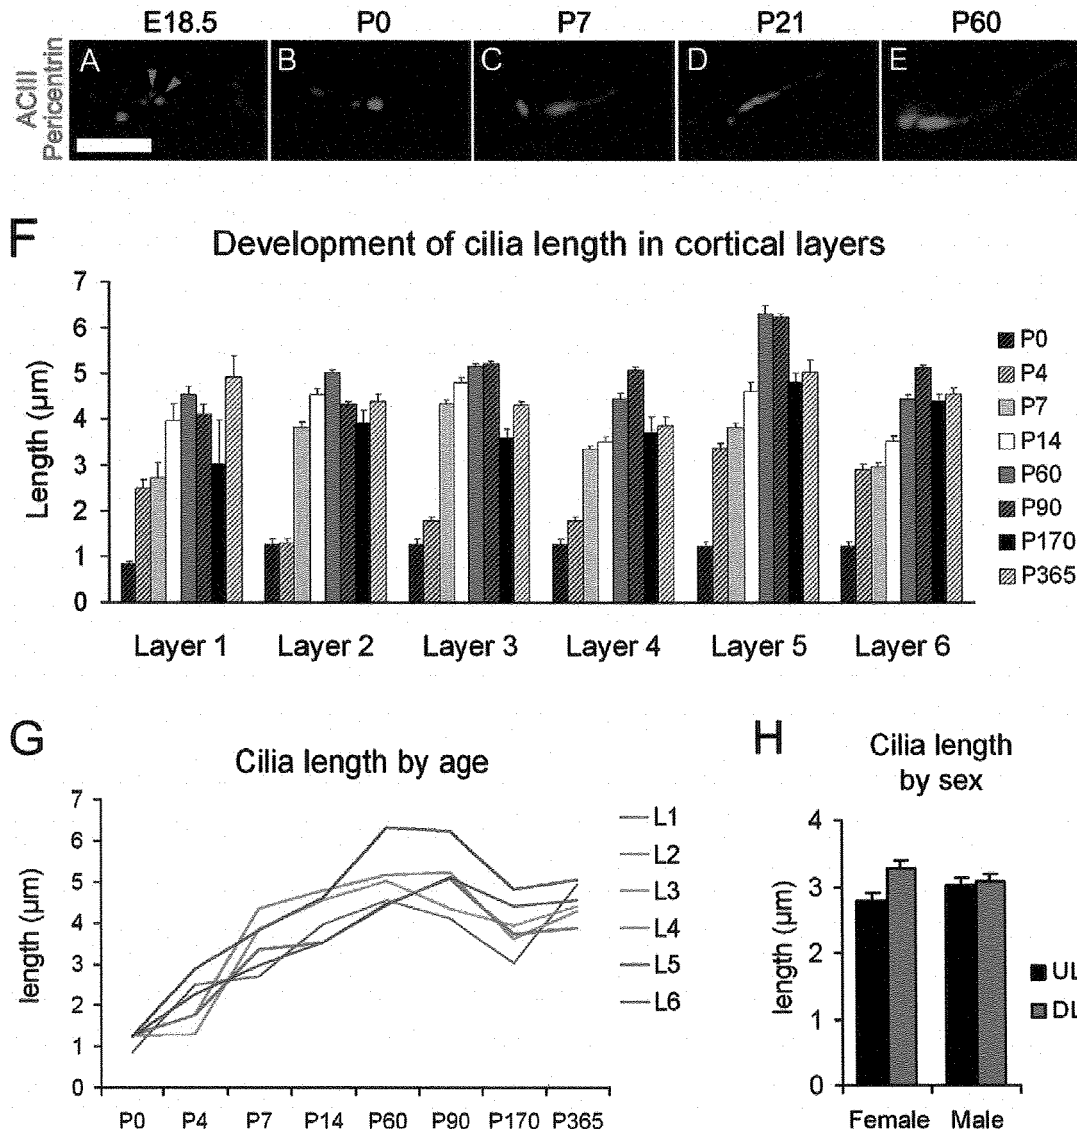 E18.5 P0 P7 P21 P60
ACIII
Pericentrin
A B C D E
F
Development of cilia length in cortical layers
Length (µm)
7
6
5
4
3
2
1
0
Layer 1 Layer 2 Layer 3 Layer 4 Layer 5 Layer 6
P0
P4
P7
P14
P60
P90
P170
P365
G
Cilia length by age
length (µm)
7
6
5
4
3
2
1
0
P0 P4 P7 P14 P60 P90 P170 P365
L1
L2
L3
L4
L5
L6
H
Cilia length
by sex
length (µm)
4
3
2
1
0
Female Male
UL
DL